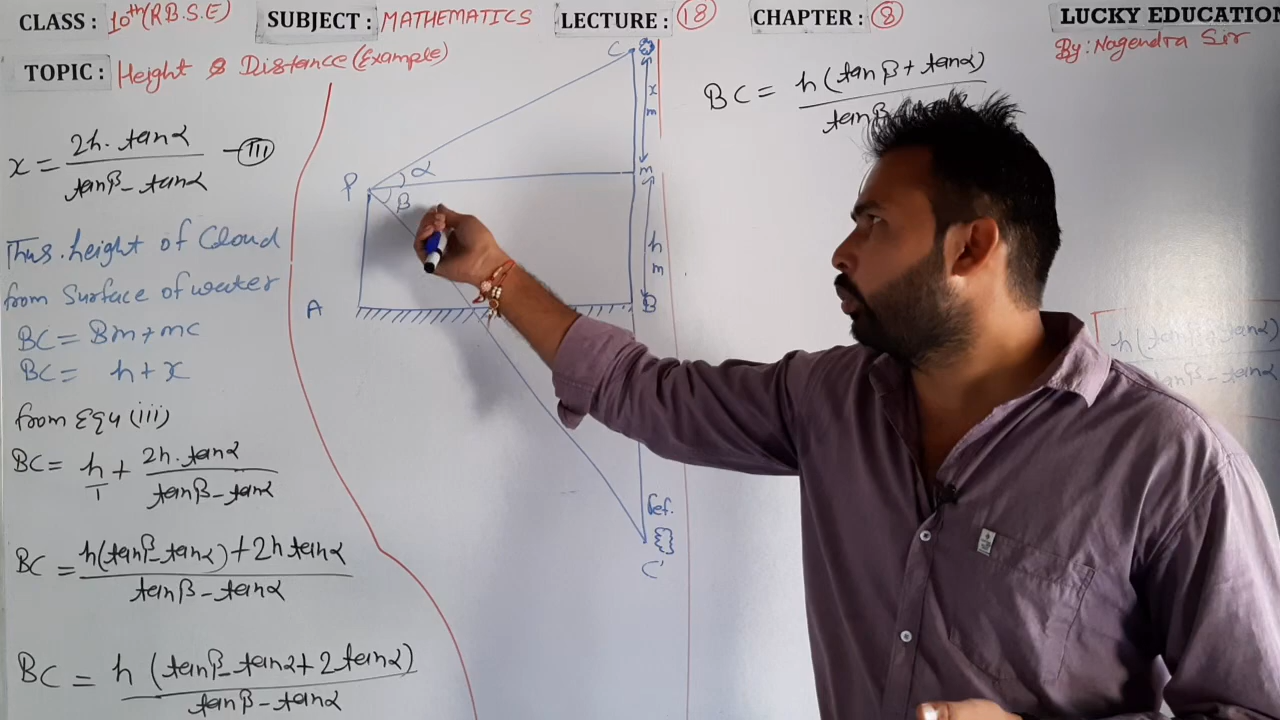 CLASS : 10th (R.B.S.E) SUBJECT : MATHEMATICS LECTURE : 18 CHAPTER : 8 LUCKY EDUCATION
TOPIC : Height & Distance (Example) By: Nagendra Sir
x = 2h. tanα / tanβ - tanα - III
Thus. height of Cloud
from Surface of water
BC = Bm + mC
BC = h + x
from Equ (iii)
BC = h/1 + 2h. tanα / tanβ - tanα
BC = h(tanβ - tanα) + 2h tanα / tanβ - tanα
BC = h (tanβ - tanα + 2 tanα) / tanβ - tanα
C
x
m
P α m
β
h
m
A B
C'
BC = h (tanβ + tanα) / tanβ
tanβ - tanα